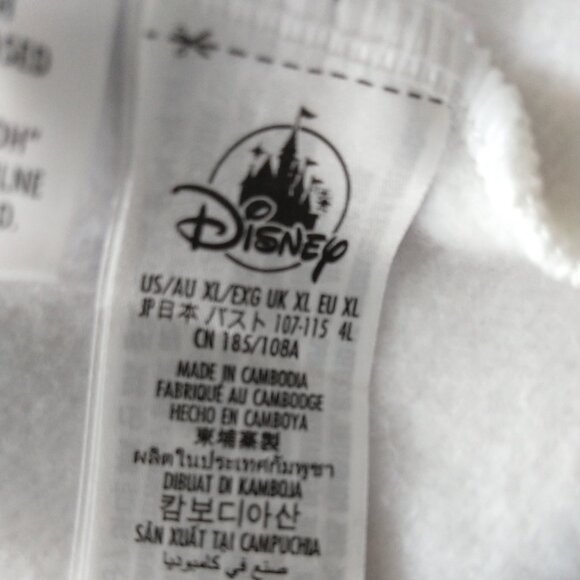 OSED
OH"
LNE
D.
Disney
US/AU XL/EXG UK XL EU XL
JP日本 バスト 107-115 4L
CN 185/108A
MADE IN CAMBODIA
FABRIQUÉ AU CAMBODGE
HECHO EN CAMBOYA
柬埔寨製
ผลิตในประเทศกัมพูชา
DIBUAT DI KAMBOJA
캄보디아산
SẢN XUẤT TẠI CAMPUCHIA
صنع في كمبوديا